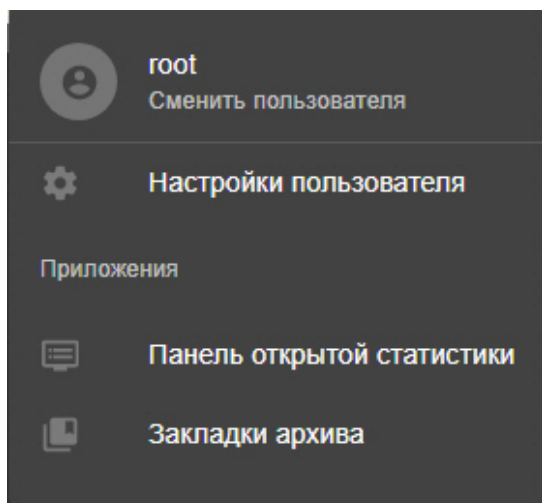 root
Сменить пользователя
Настройки пользователя
Приложения
Панель открытой статистики
Закладки архива